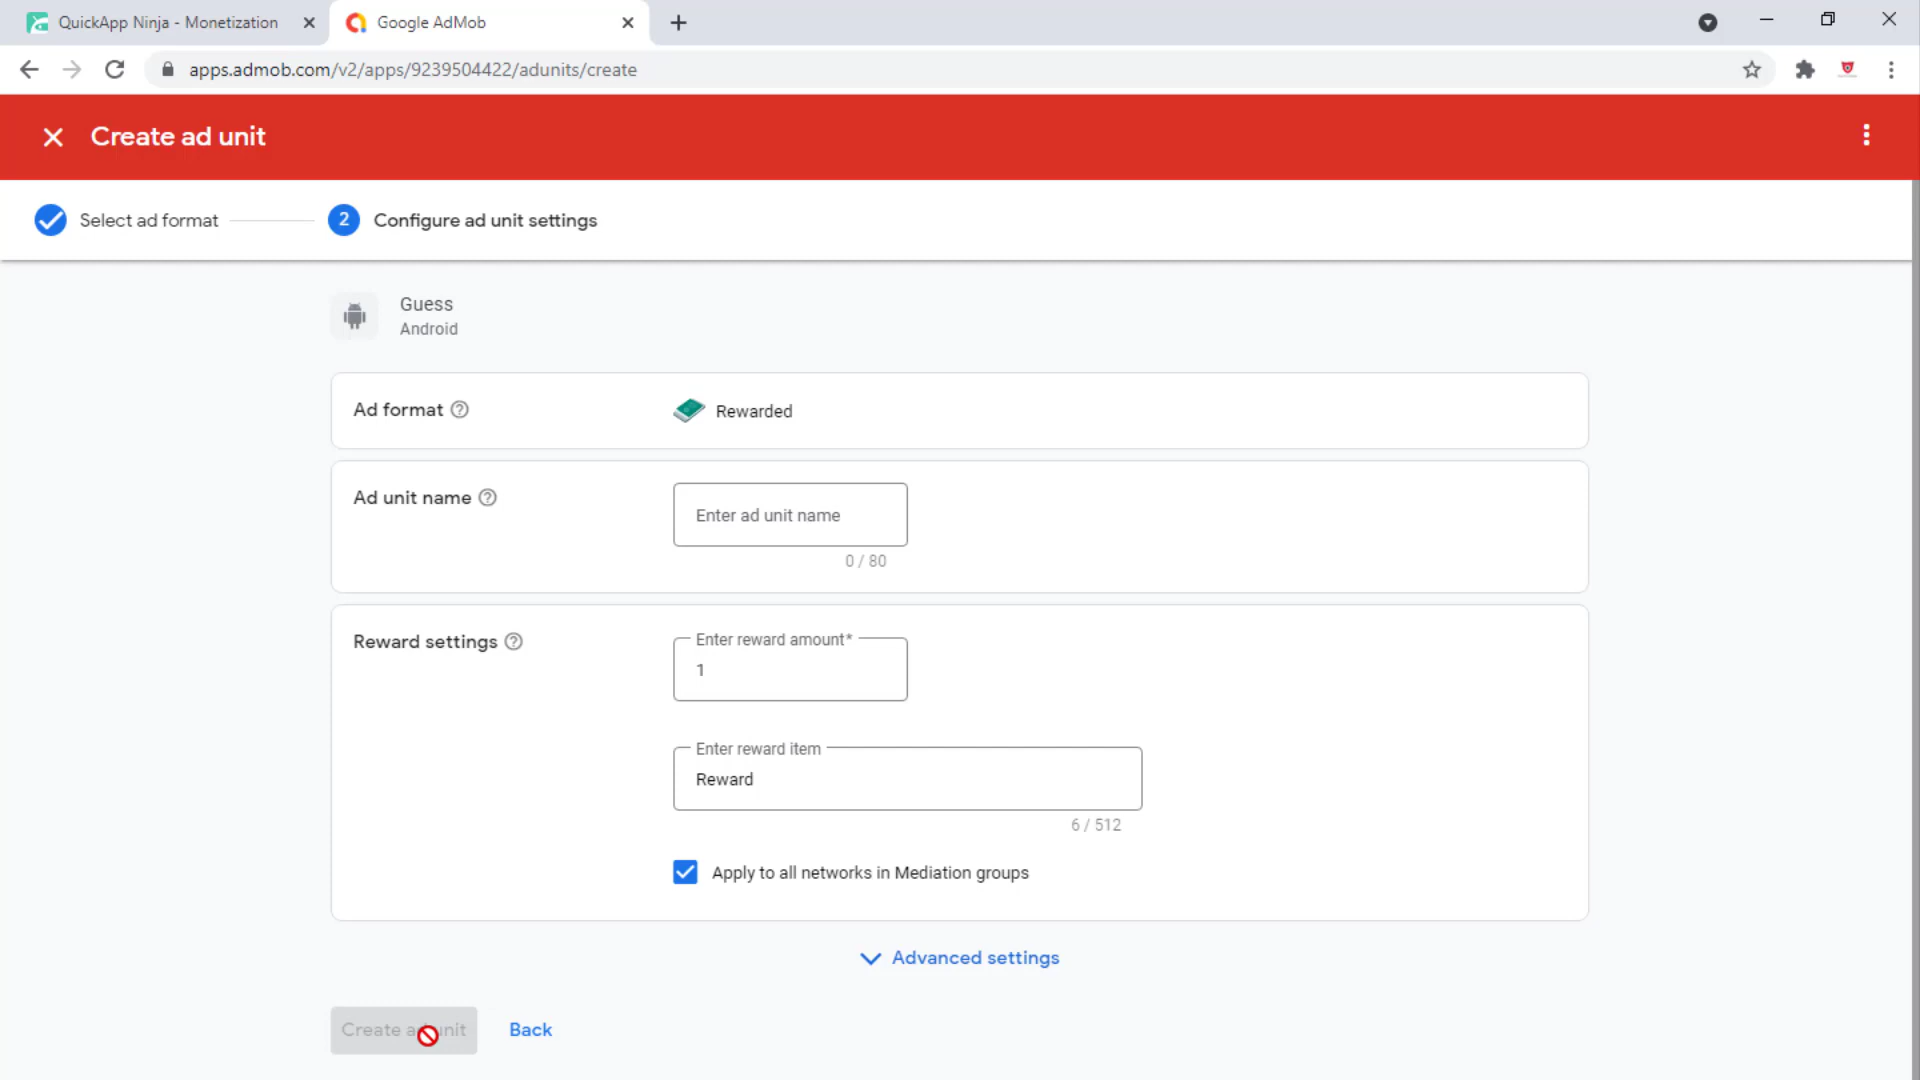 QuickApp Ninja - Monetization
Google AdMob
apps.admob.com/v2/apps/9239504422/adunits/create
Create ad unit
Select ad format
2 Configure ad unit settings
Guess
Android
Ad format
Rewarded
Ad unit name
Enter ad unit name
0 / 80
Reward settings
Enter reward amount*
1
Enter reward item
Reward
6 / 512
Apply to all networks in Mediation groups
Advanced settings
Create ad unit
Back